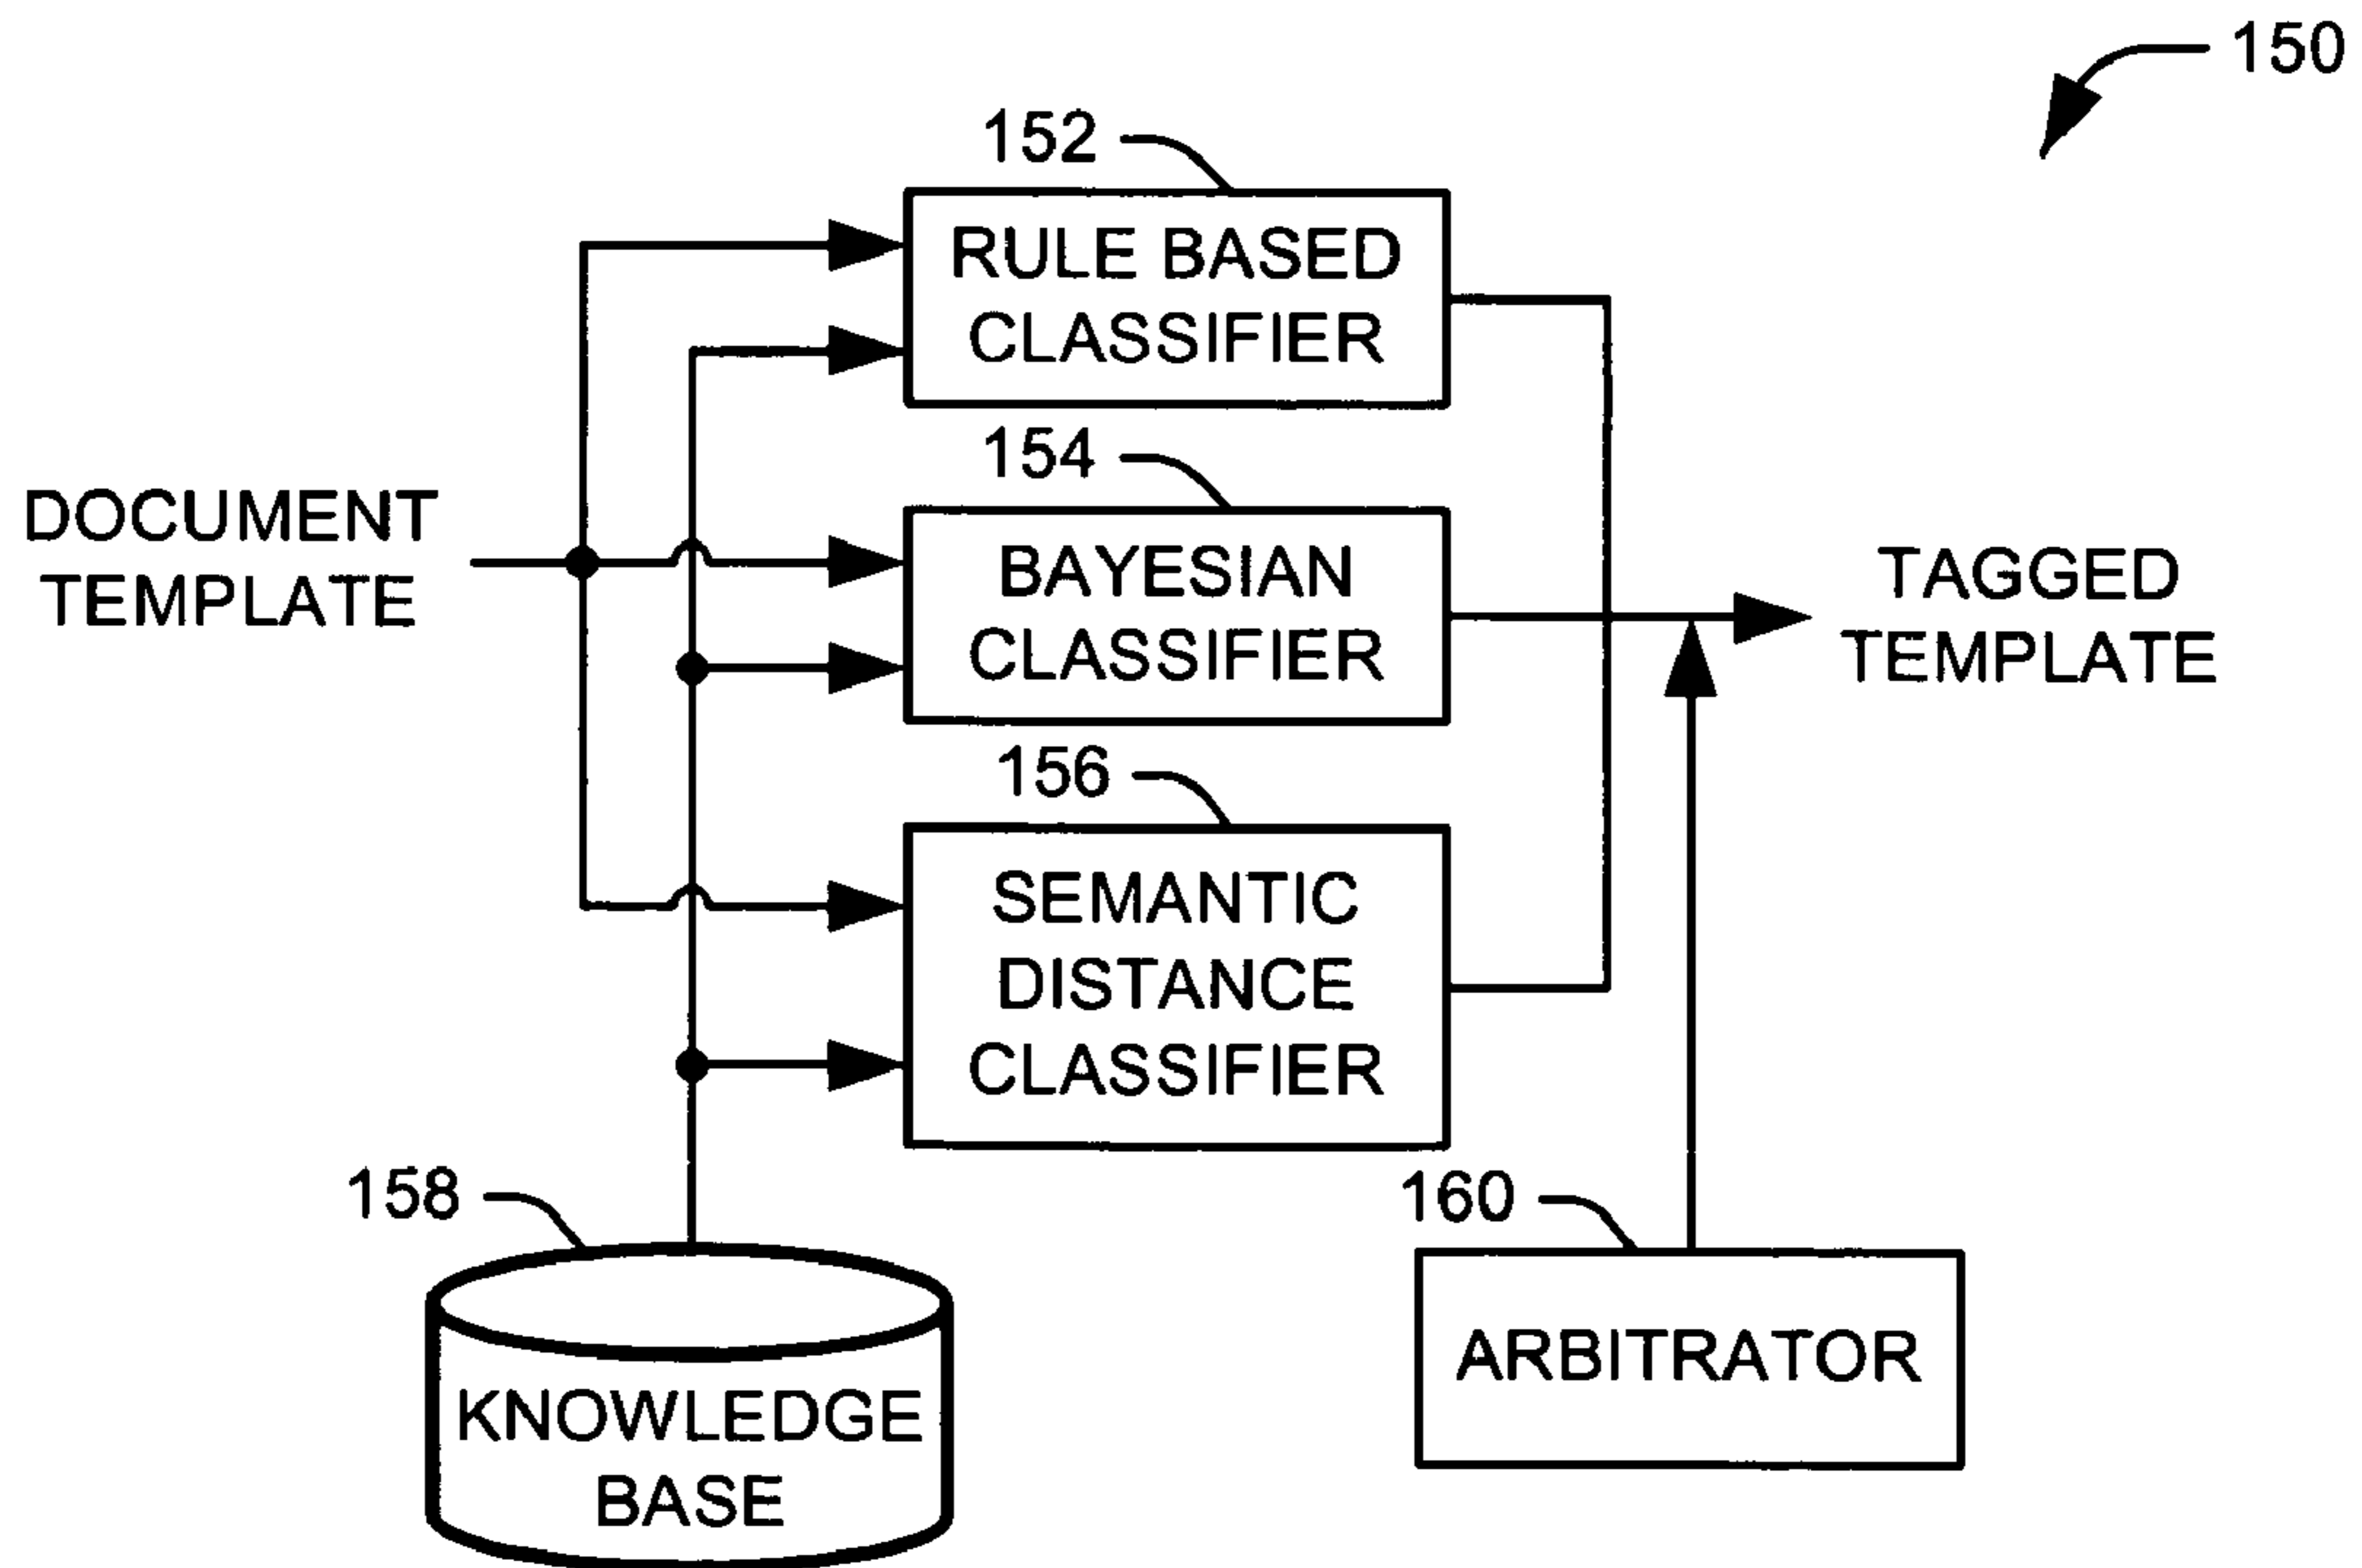 150
152
RULE BASED
CLASSIFIER
154
DOCUMENT
TEMPLATE
BAYESIAN
CLASSIFIER
TAGGED
TEMPLATE
156
SEMANTIC
DISTANCE
CLASSIFIER
158
160
KNOWLEDGE
BASE
ARBITRATOR